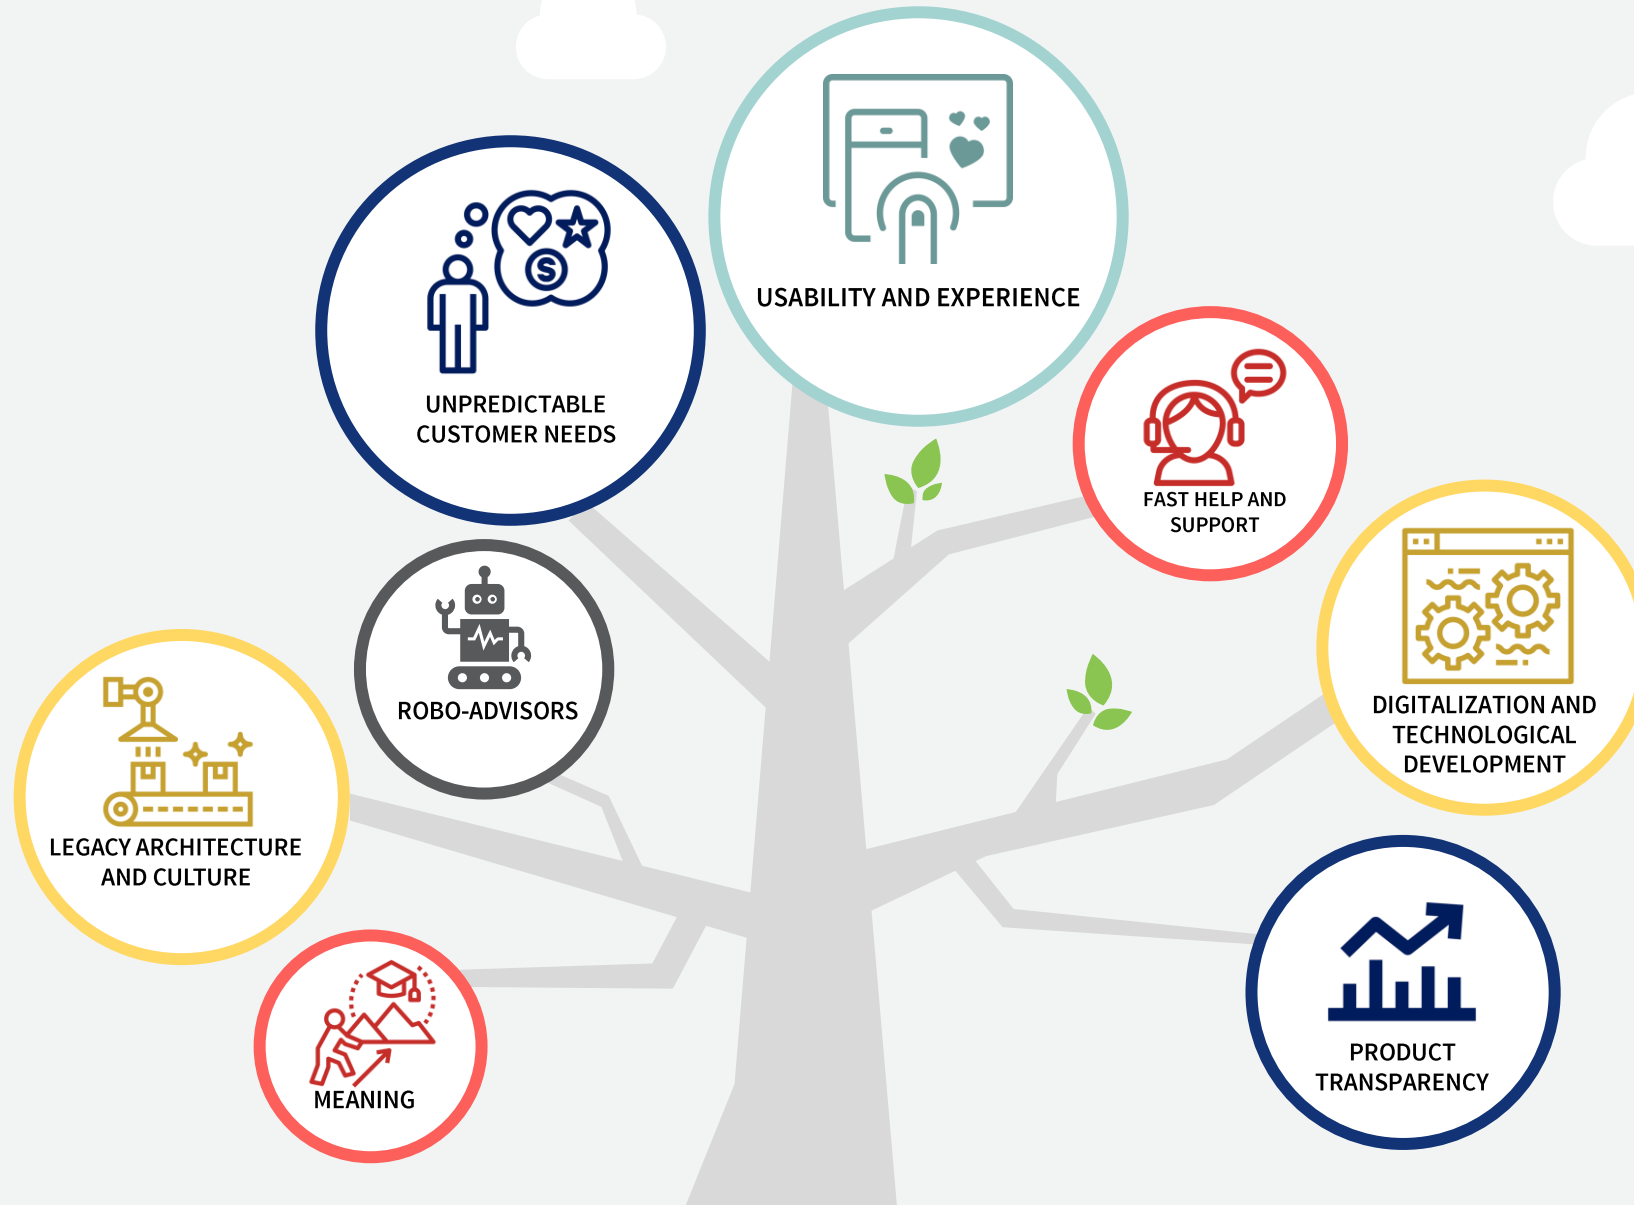 USABILITY AND EXPERIENCE
UNPREDICTABLE
CUSTOMER NEEDS
FAST HELP AND
SUPPORT
ROBO-ADVISORS
DIGITALIZATION AND
TECHNOLOGICAL
DEVELOPMENT
LEGACY ARCHITECTURE
AND CULTURE
PRODUCT
TRANSPARENCY
MEANING